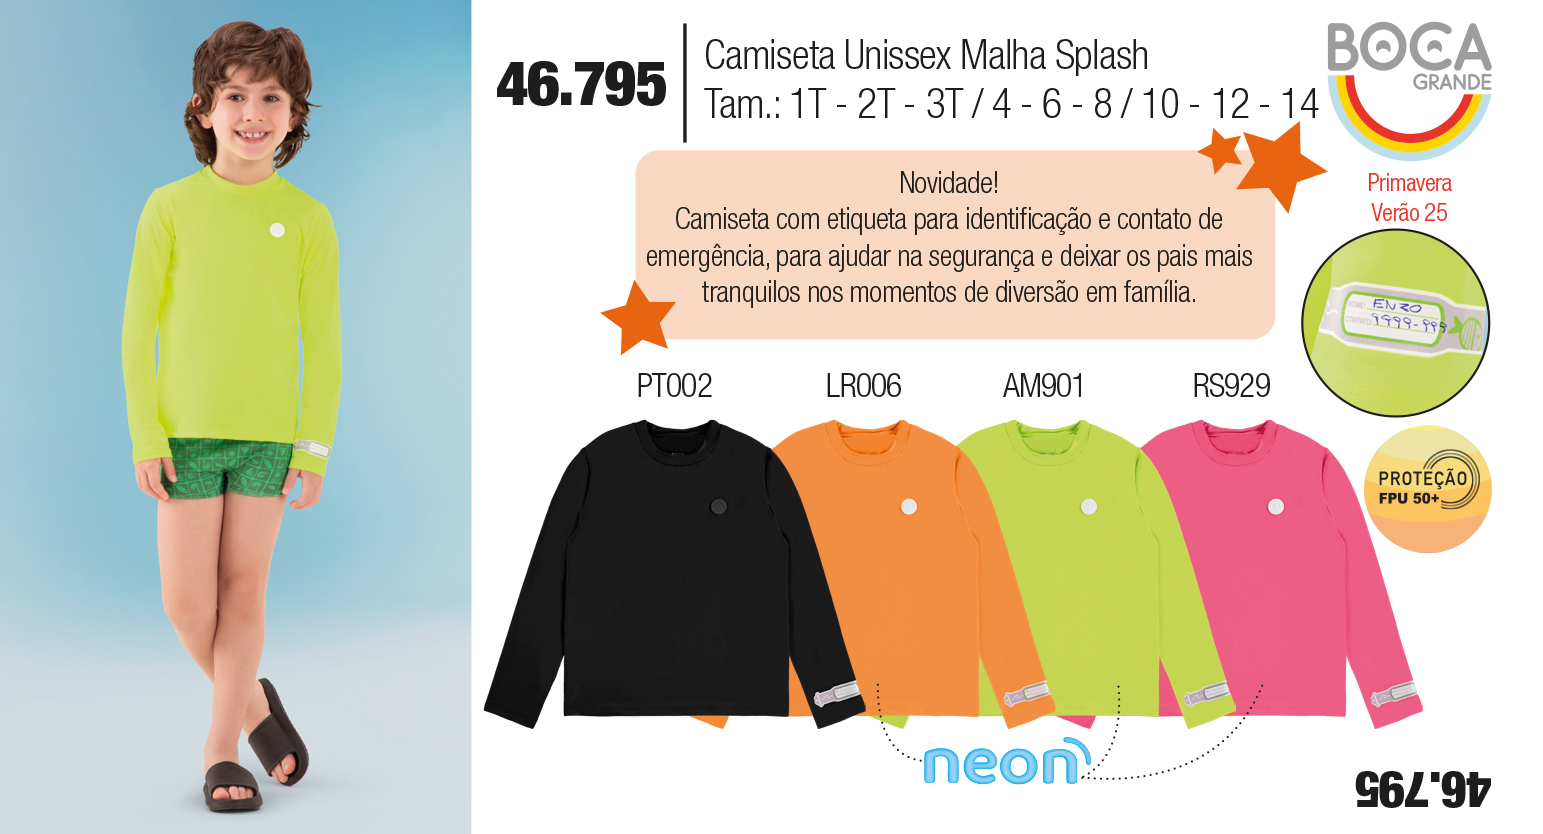 46.795
Camiseta Unissex Malha Splash
Tam.: 1T - 2T - 3T / 4 - 6 - 8 / 10 - 12 - 14
BOCA
GRANDE
Primavera
Verão 25
Novidade!
Camiseta com etiqueta para identificação e contato de
emergência, para ajudar na segurança e deixar os pais mais
tranquilos nos momentos de diversão em família.
NOME: ENZO
CONTATO: 9999-999
PT002
LR006
AM901
RS929
PROTEÇÃO
FPU 50+
neon
46.795